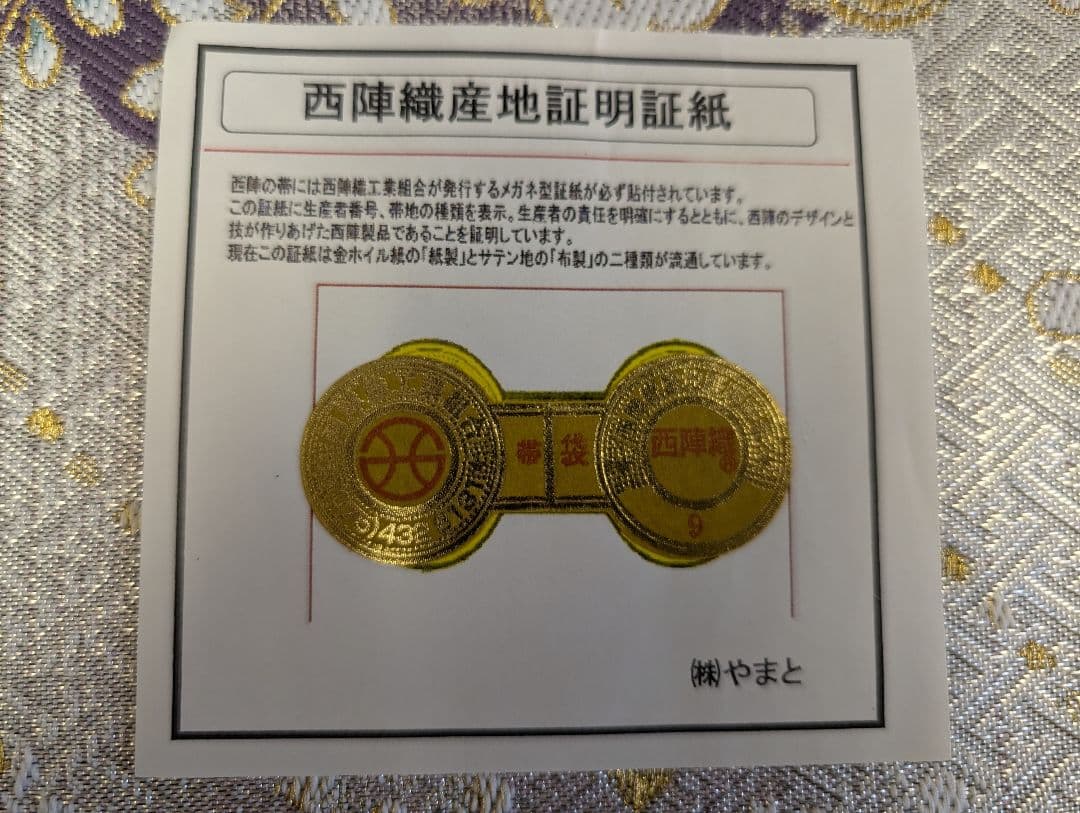 西陣織産地証明証紙
西陣の帯には西陣織工業組合が発行するメガネ型証紙が必ず貼付されています。
この証紙に生産者番号、帯地の種類を表示。生産者の責任を明確にするとともに、西陣のデザインと
技が作りあげた西陣製品であることを証明しています。
現在この証紙は金ホイル紙の「紙製」とサテン地の「布製」の二種類が流通しています。
帯 袋
西陣織
9
㈱やまと